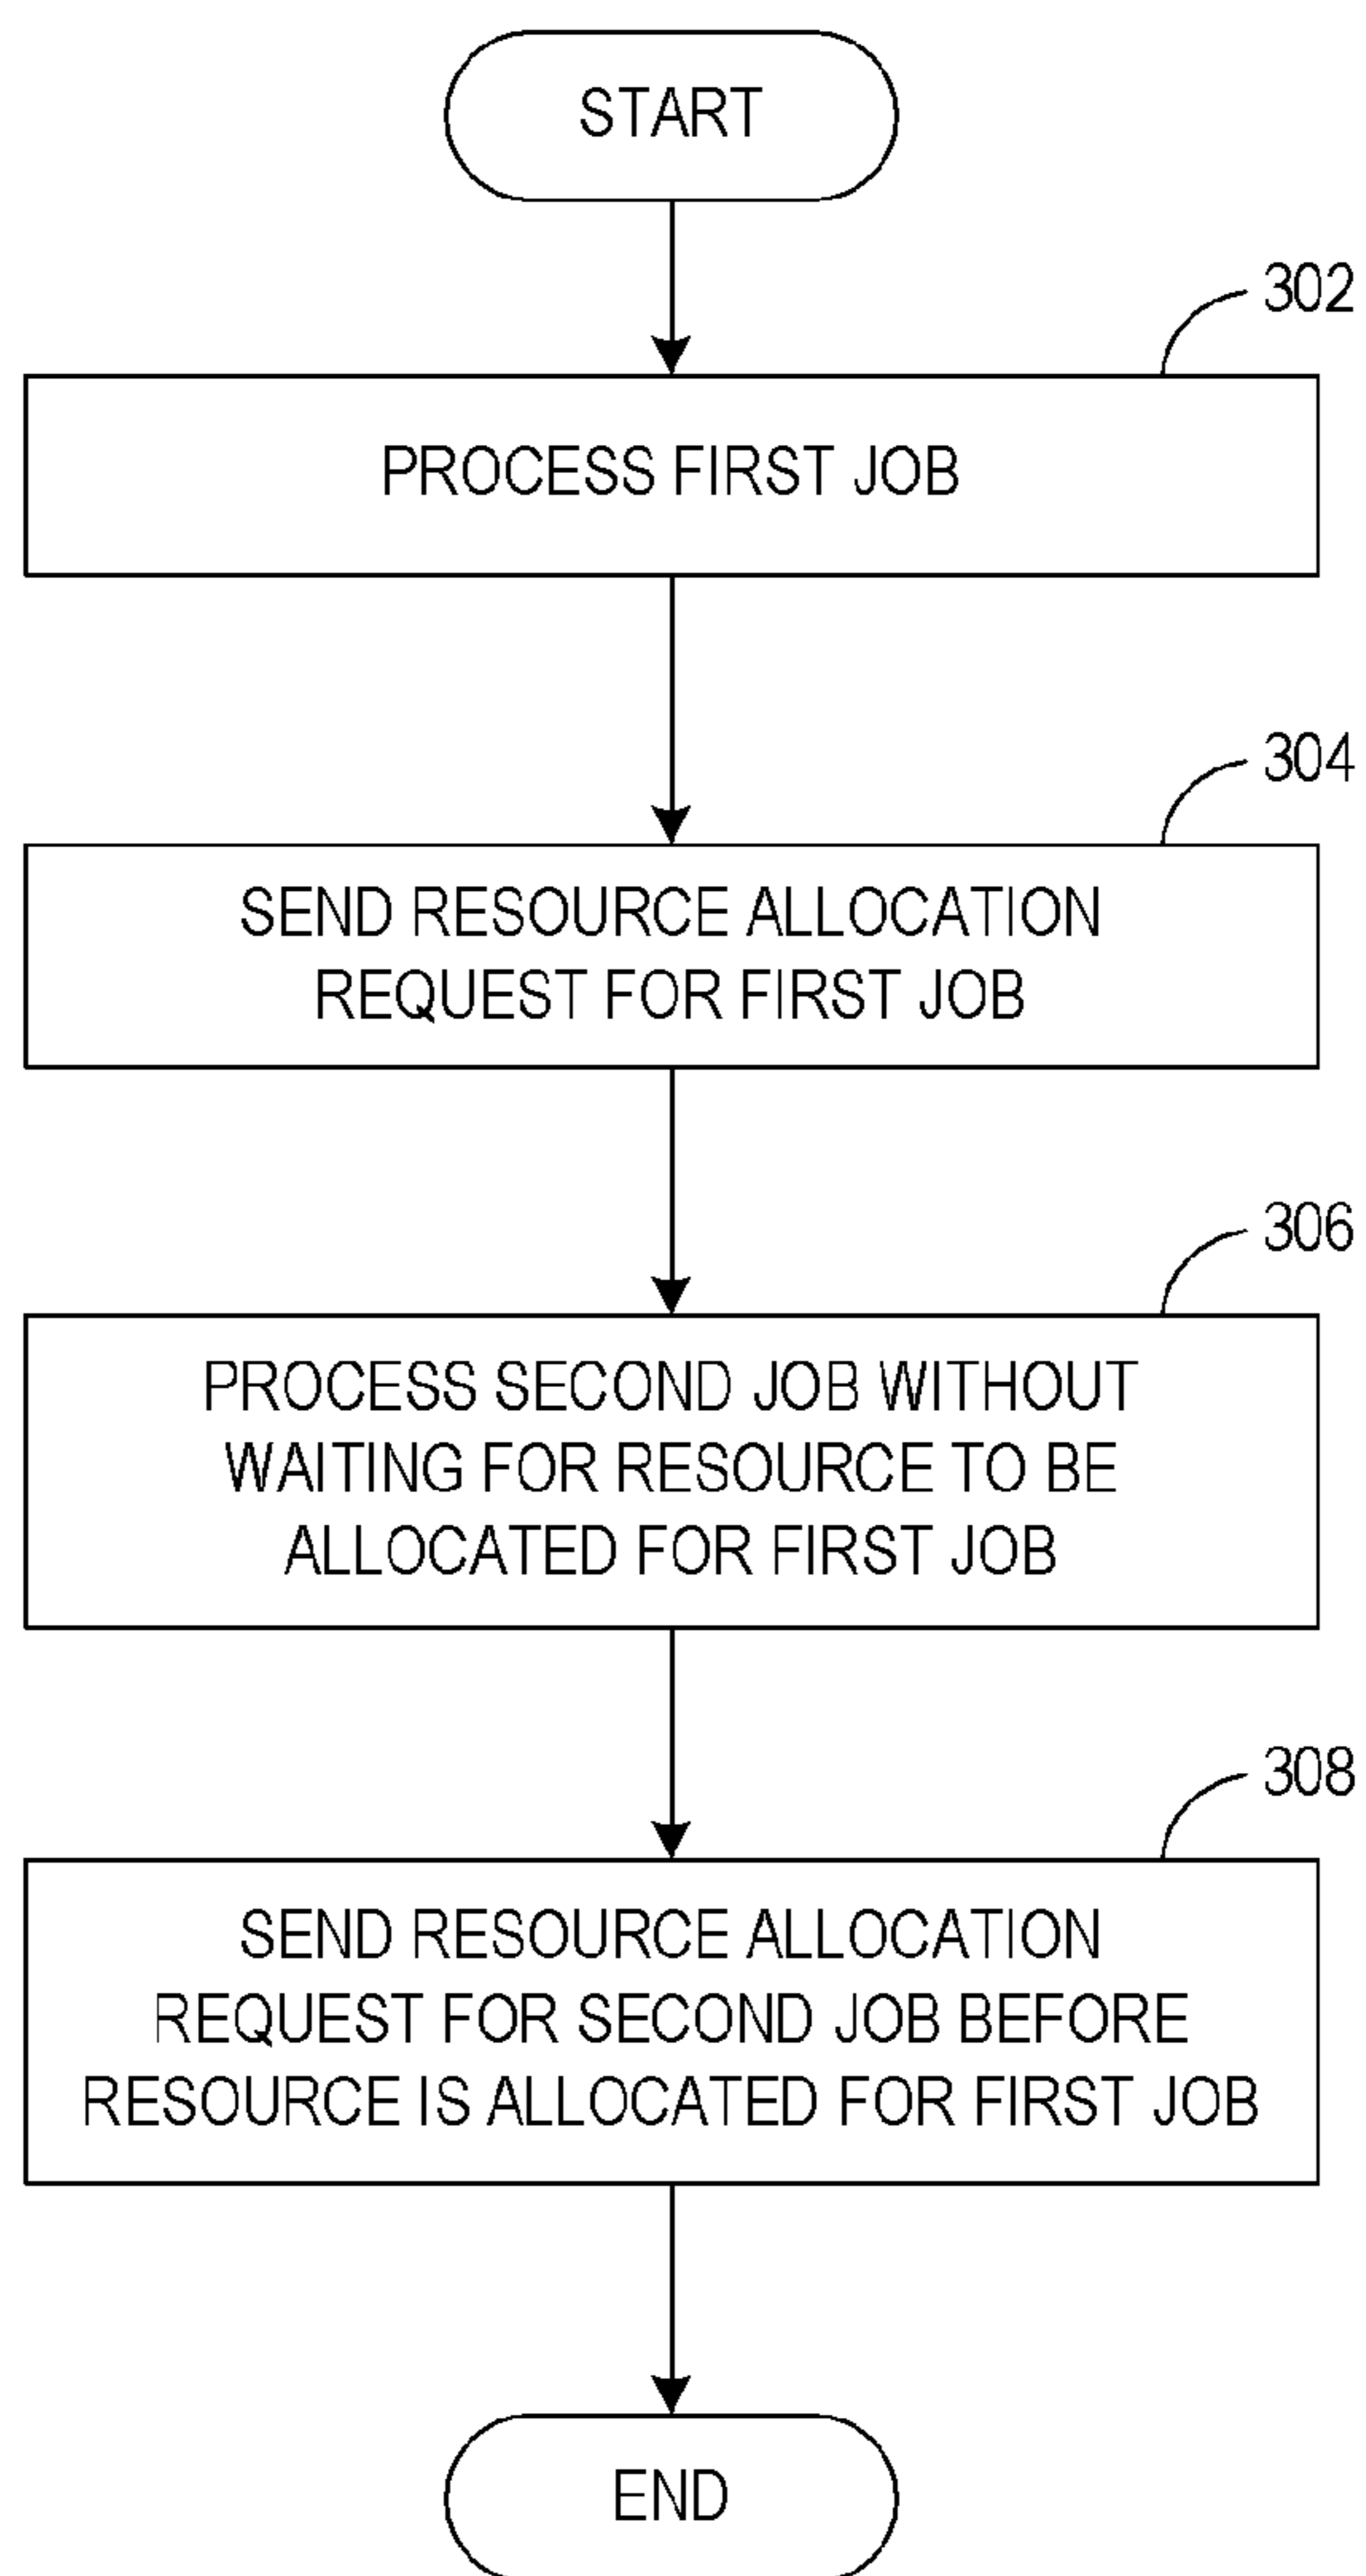 START
302
PROCESS FIRST JOB
304
SEND RESOURCE ALLOCATION
REQUEST FOR FIRST JOB
306
PROCESS SECOND JOB WITHOUT
WAITING FOR RESOURCE TO BE
ALLOCATED FOR FIRST JOB
308
SEND RESOURCE ALLOCATION
REQUEST FOR SECOND JOB BEFORE
RESOURCE IS ALLOCATED FOR FIRST JOB
END